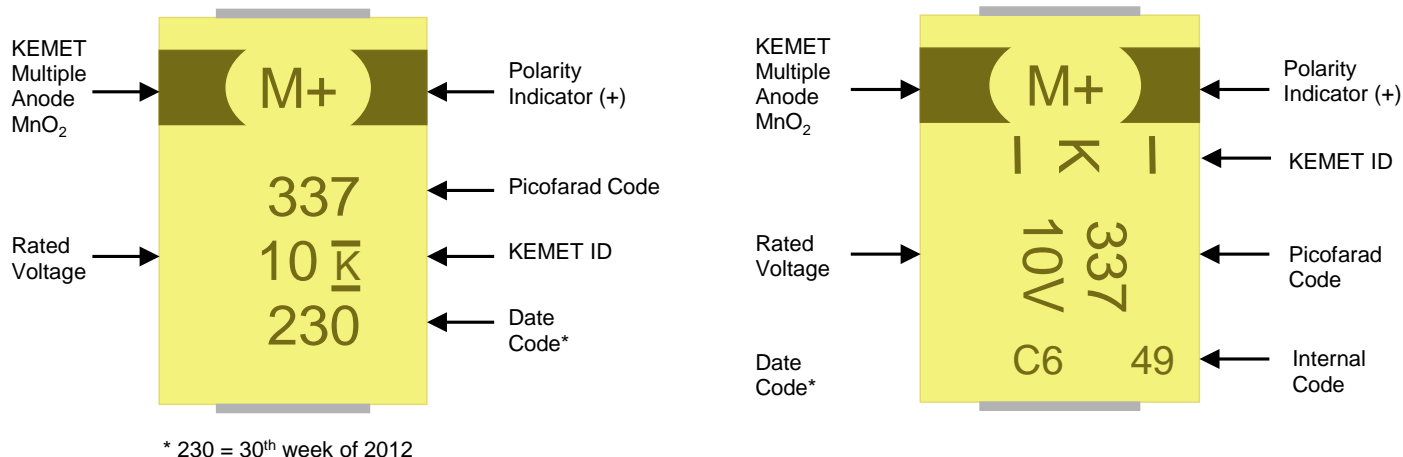 KEMET
Multiple
Anode
MnO₂
M+
Polarity
Indicator (+)
337
Picofarad Code
Rated
Voltage
10 K
KEMET ID
230
Date
Code*
* 230 = 30th week of 2012
KEMET
Multiple
Anode
MnO₂
M+
Polarity
Indicator (+)
K
KEMET ID
Rated
Voltage
337
10V
Picofarad
Code
Date
Code*
C6
49
Internal
Code